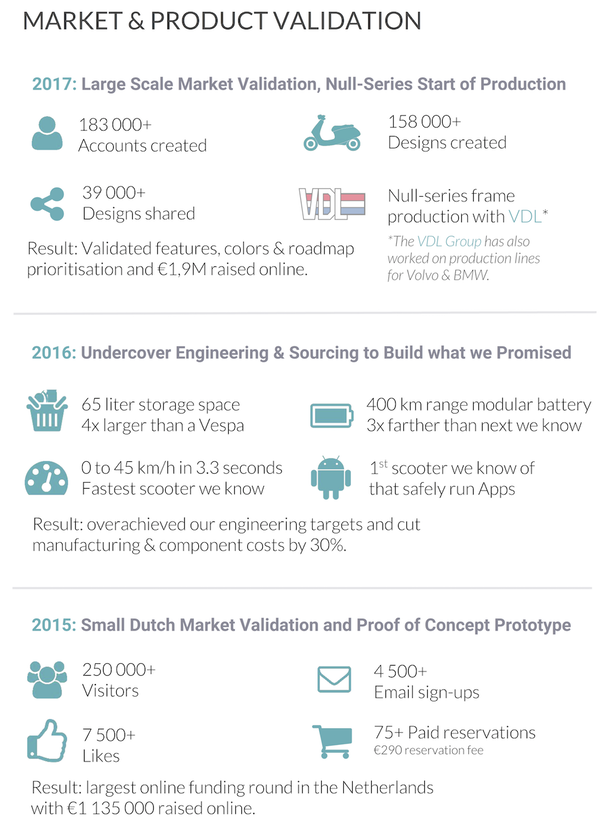 MARKET & PRODUCT VALIDATION
2017: Large Scale Market Validation, Null-Series Start of Production
183 000+
Accounts created
158 000+
Designs created
39 000+
Designs shared
VDL
Null-series frame
production with VDL*
*The VDL Group has also
worked on production lines
for Volvo & BMW.
Result: Validated features, colors & roadmap
prioritisation and €1,9M raised online.
2016: Undercover Engineering & Sourcing to Build what we Promised
65 liter storage space
4x larger than a Vespa
400 km range modular battery
3x farther than next we know
0 to 45 km/h in 3.3 seconds
Fastest scooter we know
1st scooter we know of
that safely run Apps
Result: overachieved our engineering targets and cut
manufacturing & component costs by 30%.
2015: Small Dutch Market Validation and Proof of Concept Prototype
250 000+
Visitors
4 500+
Email sign-ups
7 500+
Likes
75+ Paid reservations
€290 reservation fee
Result: largest online funding round in the Netherlands
with €1 135 000 raised online.